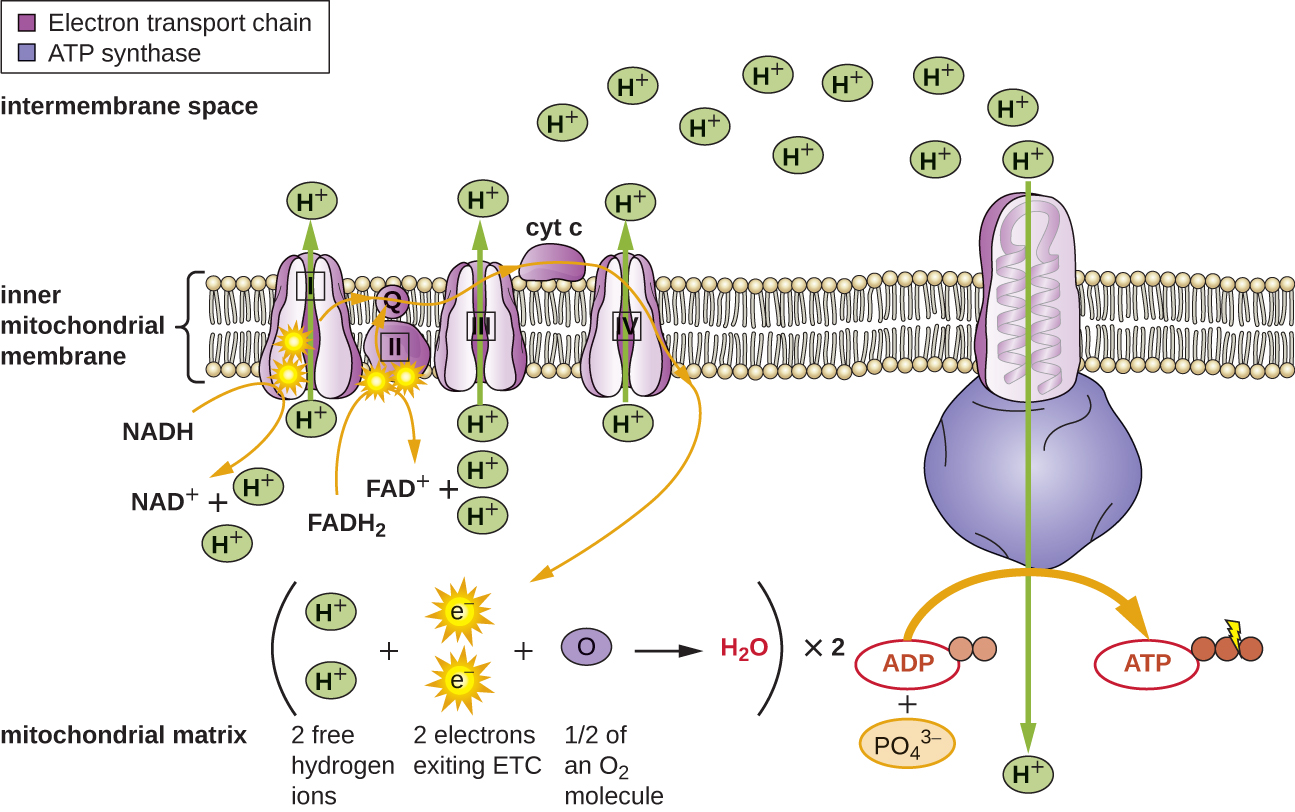 Electron transport chain
ATP synthase
intermembrane space
H+ H+ H+ H+ H+ H+ H+ H+ H+ H+
H+ H+ H+
cyt c
inner
mitochondrial
membrane
I
Q
II
III
IV
H+ H+ H+
NADH
H+
NAD+ + H+
FAD+ +
H+
H+
FADH2
H+ e− H+ e−
+ + O → H2O × 2
ADP
ATP
+
PO4 3−
H+
mitochondrial matrix
2 free
hydrogen
ions
2 electrons
exiting ETC
1/2 of
an O2
molecule